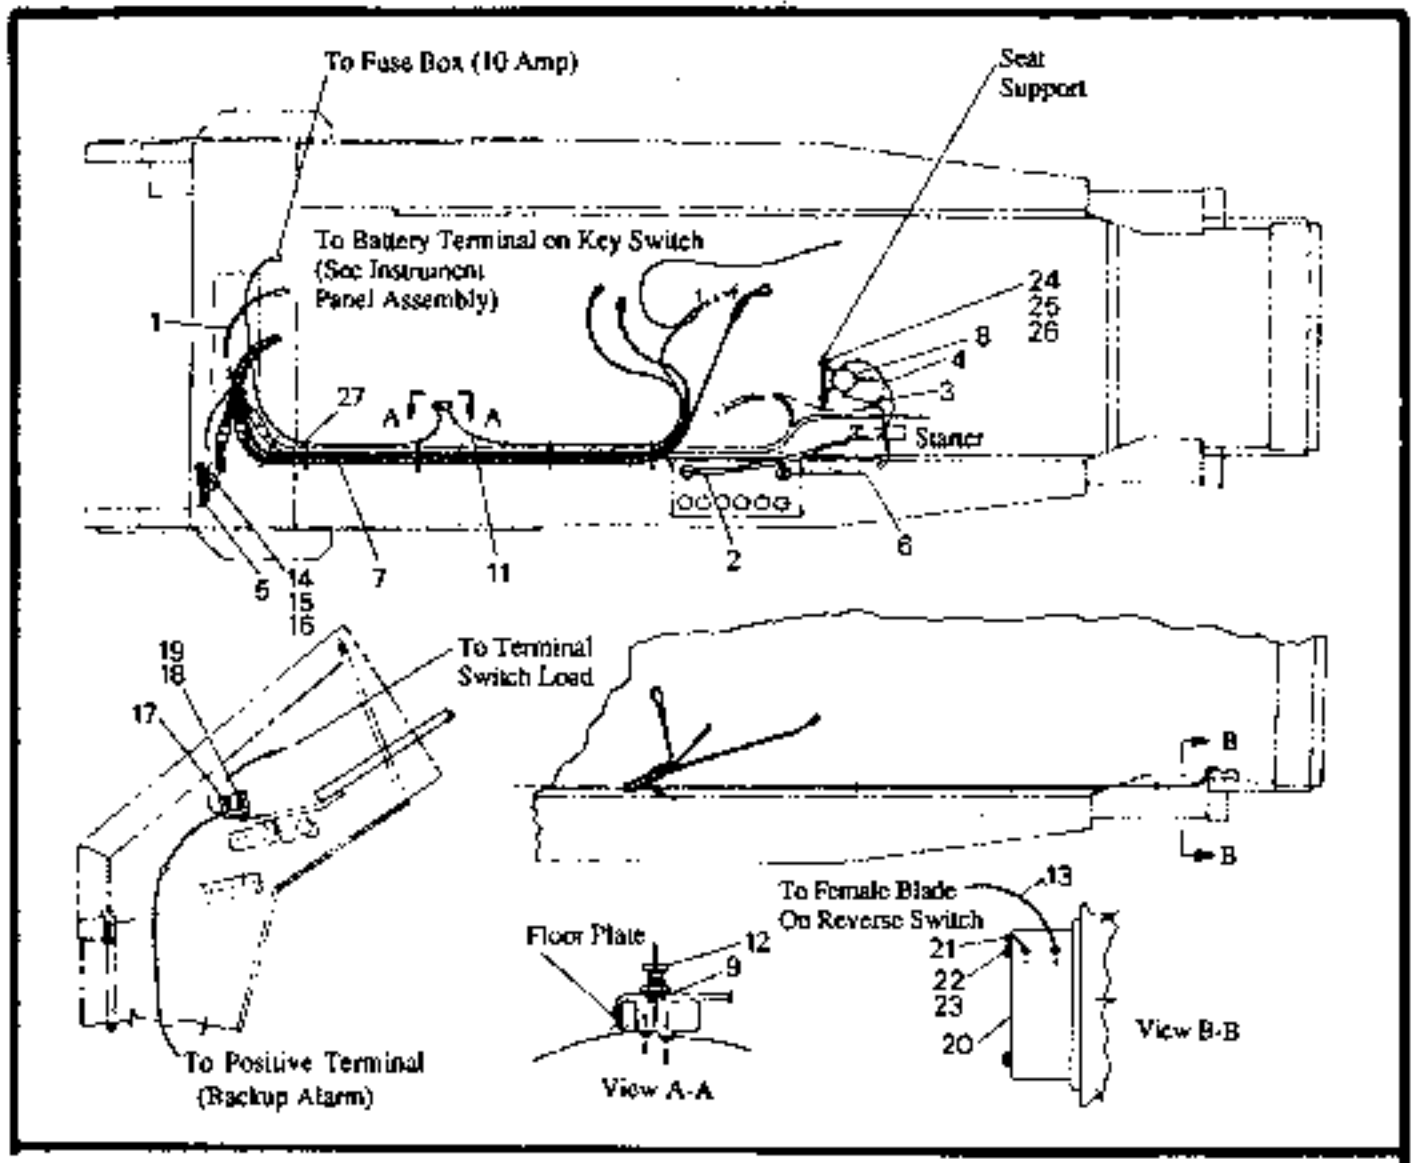 To Fuse Box (10 Amp)
Seat
Support
To Battery Terminal on Key Switch
(See Instrument
Panel Assembly)
24
25
26
1
8
4
3
27
A
A
Starter
2
6
5
14
15
16
7
11
19
18
17
To Terminal
Switch Load
B
B
To Female Blade
On Reverse Switch
13
Floor Plate
12
9
21
22
23
20
View B-B
To Positive Terminal
(Backup Alarm)
View A-A